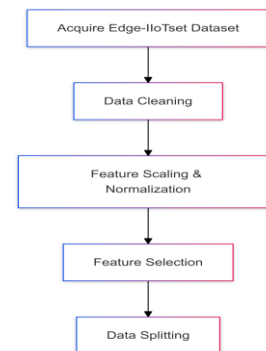 Acquire Edge-IIoTset Dataset
Data Cleaning
Feature Scaling &
Normalization
Feature Selection
Data Splitting